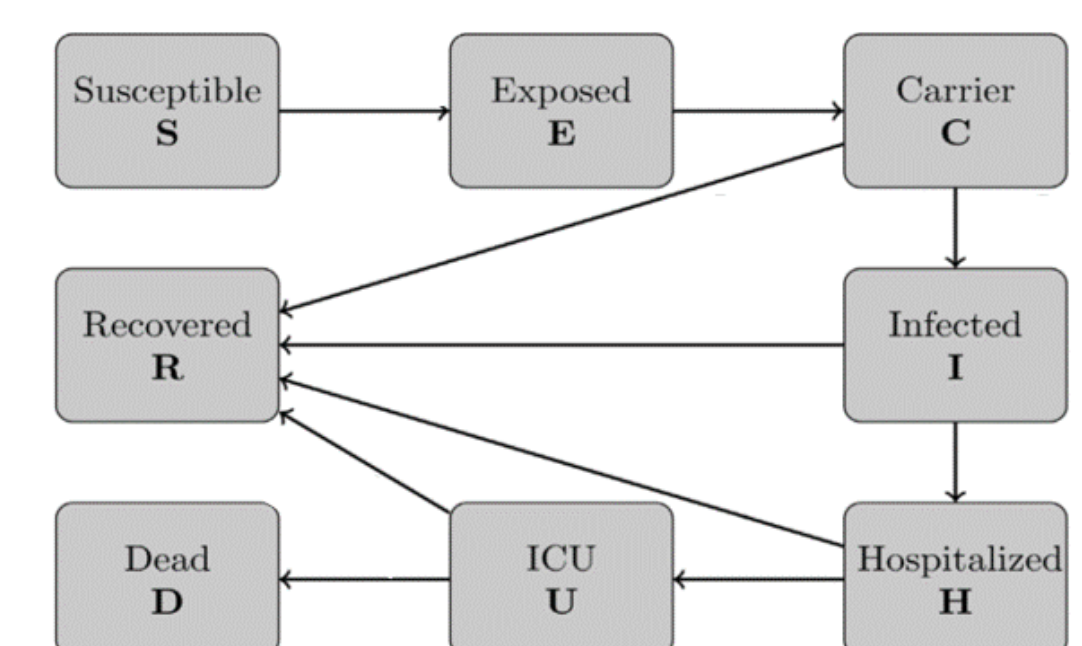 Susceptible
S
Exposed
E
Carrier
C
Recovered
R
Infected
I
Dead
D
ICU
U
Hospitalized
H